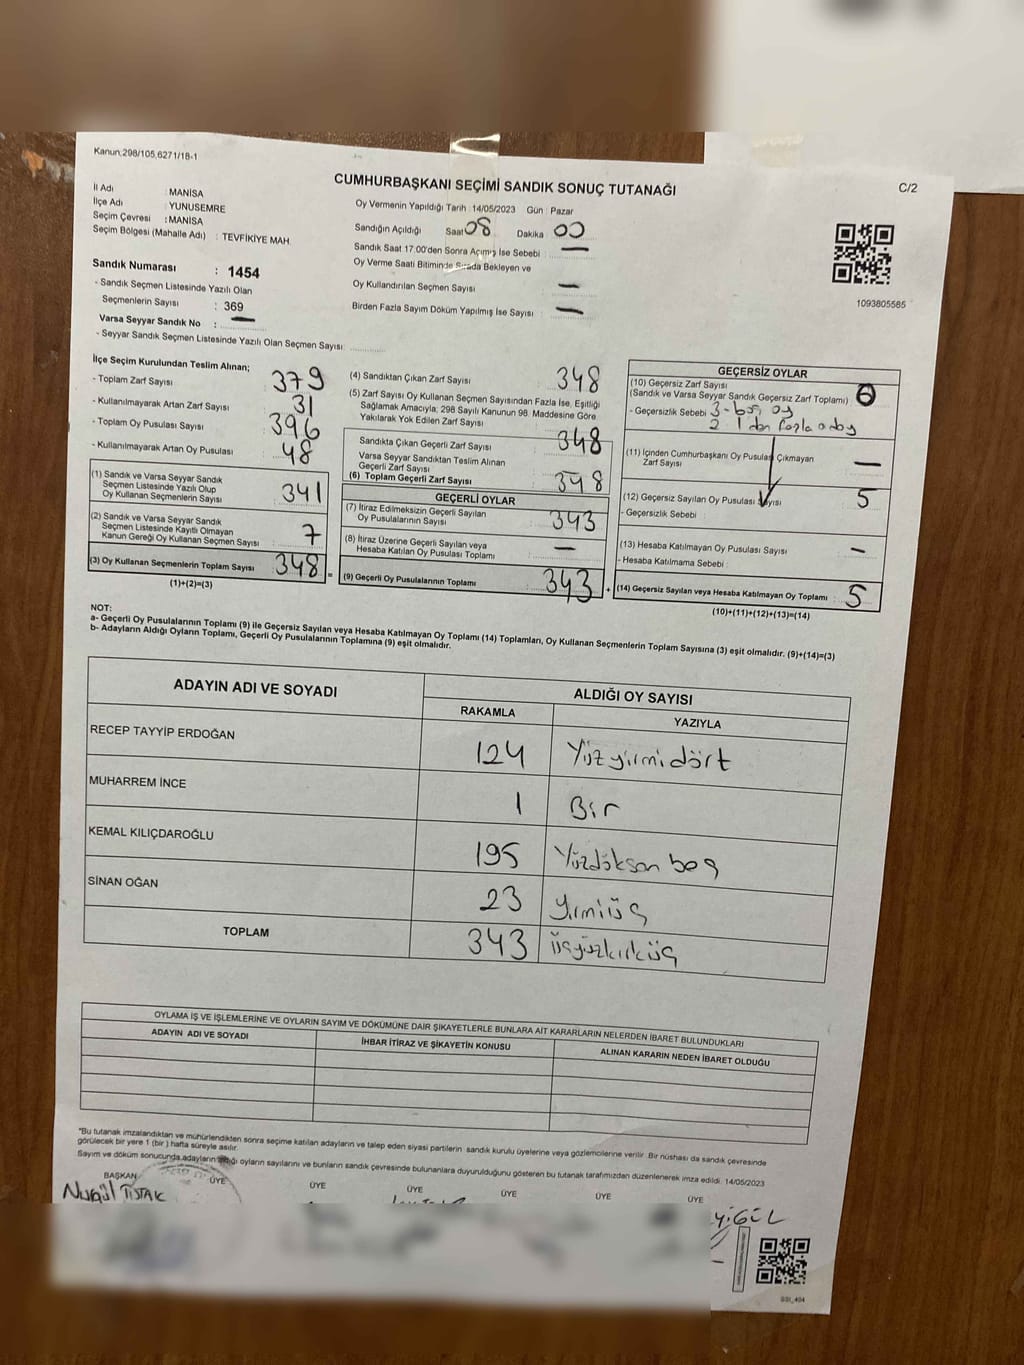 Kanun,298/105,6271/18-1
C/2
CUMHURBAŞKANI SEÇİMİ SANDIK SONUÇ TUTANAĞI
İl Adı : MANİSA
İlçe Adı : YUNUSEMRE
Seçim Çevresi : MANİSA
Seçim Bölgesi (Mahalle Adı) : TEVFİKİYE MAH.
Sandık Numarası : 1454
- Sandık Seçmen Listesinde Yazılı Olan
Seçmenlerin Sayısı : 369
Varsa Seyyar Sandık No : —
- Seyyar Sandık Seçmen Listesinde Yazılı Olan Seçmen Sayısı:
Oy Vermenin Yapıldığı Tarih : 14/05/2023 Gün : Pazar
Sandığın Açıldığı Saat 08 Dakika 00
Sandık Saat 17.00'den Sonra Açılmış İse Sebebi : —
Oy Verme Saati Bitiminde Sırada Bekleyen ve
Oy Kullandırılan Seçmen Sayısı : —
Birden Fazla Sayım Döküm Yapılmış İse Sayısı : —
1093805585
İlçe Seçim Kurulundan Teslim Alınan;
- Toplam Zarf Sayısı 379
- Kullanılmayarak Artan Zarf Sayısı 31
- Toplam Oy Pusulası Sayısı 396
- Kullanılmayarak Artan Oy Pusulası 48
(1) Sandık ve Varsa Seyyar Sandık
Seçmen Listesinde Yazılı Olup
Oy Kullanan Seçmenlerin Sayısı : 341
(2) Sandık ve Varsa Seyyar Sandık
Seçmen Listesinde Kayıtlı Olmayan
Kanun Gereği Oy Kullanan Seçmen Sayısı : 7
(3) Oy Kullanan Seçmenlerin Toplam Sayısı : 348 =
(1)+(2)=(3)
(4) Sandıktan Çıkan Zarf Sayısı : 348
(5) Zarf Sayısı Oy Kullanan Seçmen Sayısından Fazla İse, Eşitliği
Sağlamak Amacıyla; 298 Sayılı Kanunun 98. Maddesine Göre
Yakılarak Yok Edilen Zarf Sayısı :
Sandıkta Çıkan Geçerli Zarf Sayısı : 348
Varsa Seyyar Sandıktan Teslim Alınan
Geçerli Zarf Sayısı
(6) Toplam Geçerli Zarf Sayısı : 348
GEÇERLİ OYLAR
(7) İtiraz Edilmeksizin Geçerli Sayılan
Oy Pusulalarının Sayısı : 343
(8) İtiraz Üzerine Geçerli Sayılan veya
Hesaba Katılan Oy Pusulası Toplamı : —
(9) Geçerli Oy Pusulalarının Toplamı : 343 +
GEÇERSİZ OYLAR
(10) Geçersiz Zarf Sayısı
(Sandık ve Varsa Seyyar Sandık Geçersiz Zarf Toplamı) : 0
- Geçersizlik Sebebi : 3 - boş oy
(11) İçinden Cumhurbaşkanı Oy Pusulası Çıkmayan
Zarf Sayısı : —
(12) Geçersiz Sayılan Oy Pusulası Sayısı : 5
- Geçersizlik Sebebi :
(13) Hesaba Katılmayan Oy Pusulası Sayısı : —
- Hesaba Katılmama Sebebi :
(14) Geçersiz Sayılan veya Hesaba Katılmayan Oy Toplamı : 5
(10)+(11)+(12)+(13)=(14)
NOT:
a- Geçerli Oy Pusulalarının Toplamı (9) ile Geçersiz Sayılan veya Hesaba Katılmayan Oy Toplamı (14) Toplamları, Oy Kullanan Seçmenlerin Toplam Sayısına (3) eşit olmalıdır. (9)+(14)=(3)
b- Adayların Aldığı Oyların Toplamı, Geçerli Oy Pusulalarının Toplamına (9) eşit olmalıdır.
ADAYIN ADI VE SOYADI ALDIĞI OY SAYISI
RAKAMLA YAZIYLA
RECEP TAYYİP ERDOĞAN 124 Yüzyirmidört
MUHARREM İNCE 1 Bir
KEMAL KILIÇDAROĞLU 195 Yüzdoksan beş
SİNAN OĞAN 23 Yirmiüç
TOPLAM 343 Üçyüzkırküç
OYLAMA İŞ VE İŞLEMLERİNE VE OYLARIN SAYIM VE DÖKÜMÜNE DAİR ŞİKAYETLERLE BUNLARA AİT KARARLARIN NELERDEN İBARET BULUNDUKLARI
ADAYIN ADI VE SOYADI İHBAR İTİRAZ VE ŞİKAYETİN KONUSU ALINAN KARARIN NEDEN İBARET OLDUĞU
"Bu tutanak imzalandıktan ve mühürlendikten sonra seçime katılan adayların ve talep eden siyasi partilerin sandık kurulu üyelerine veya gözlemcilerine verilir. Bir nüshası da sandık çevresinde
görülecek bir yere 1 (bir) hafta süreyle asılır.
Sayım ve döküm sonucunda adayların aldığı oyların sayılarını ve bunların sandık çevresinde bulunanlara duyurulduğunu gösteren bu tutanak tarafımızdan düzenlenerek imza edildi. 14/05/2023
BAŞKAN ÜYE ÜYE ÜYE ÜYE ÜYE ÜYE